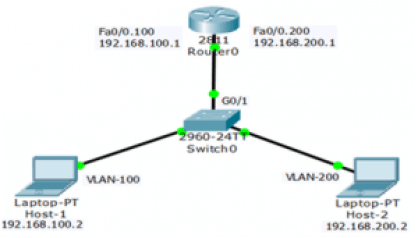 Fa0/0.100
192.168.100.1
Fa0/0.200
192.168.200.1
2811
Router0
G0/1
2960-24TT
Switch0
VLAN-100
VLAN-200
Laptop-PT
Host-1
192.168.100.2
Laptop-PT
Host-2
192.168.200.2